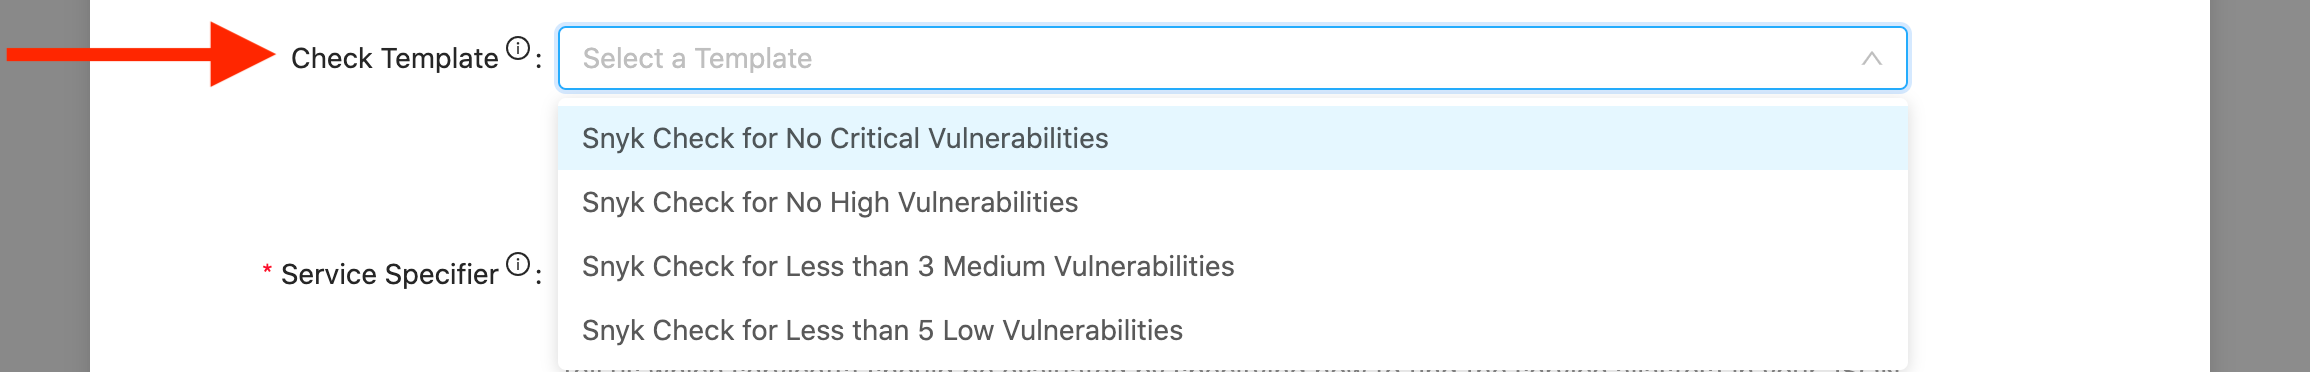 Check Template ⓘ : Select a Template
Snyk Check for No Critical Vulnerabilities
Snyk Check for No High Vulnerabilities
Snyk Check for Less than 3 Medium Vulnerabilities
* Service Specifier ⓘ :
Snyk Check for Less than 5 Low Vulnerabilities